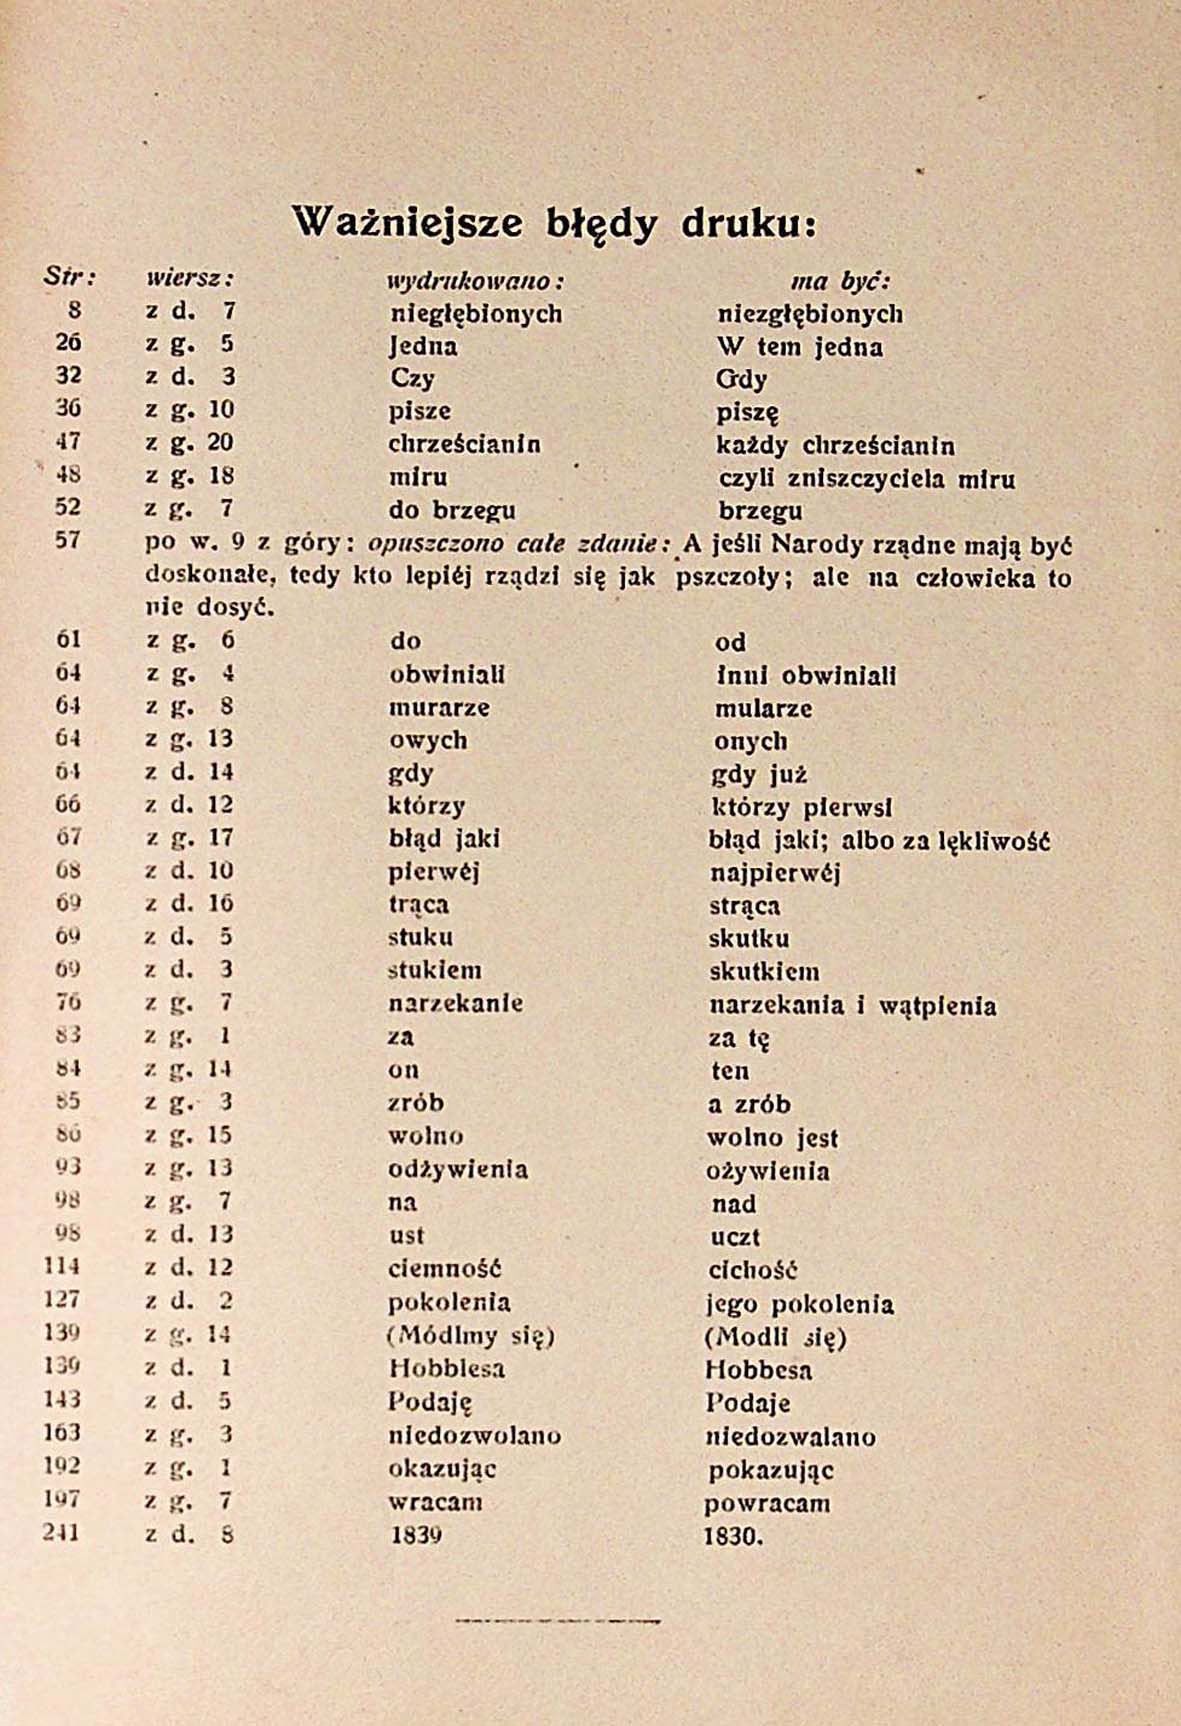 Ważniejsze błędy druku:
Str: wiersz: wydrukowano: ma być:
8 z d. 7 niegłębionych niezgłębionych
26 z g. 5 Jedna W tem jedna
32 z d. 3 Czy Gdy
36 z g. 10 pisze piszę
47 z g. 20 chrześcianin każdy chrześcianin
48 z g. 18 miru czyli zniszczyciela miru
52 z g. 7 do brzegu brzegu
57 po w. 9 z góry: opuszczono całe zdanie: A jeśli Narody rządne mają być
doskonałe, tedy kto lepiéj rządzi się jak pszczoły; ale na człowieka to
nie dosyć.
61 z g. 6 do od
64 z g. 4 obwiniali inni obwiniali
64 z g. 8 murarze mularze
64 z g. 13 owych onych
64 z d. 14 gdy gdy już
66 z d. 12 którzy którzy pierwsi
67 z g. 17 błąd jaki błąd jaki; albo za lękliwość
68 z d. 10 pierwéj najpierwéj
69 z d. 16 trąca strąca
69 z d. 5 stuku skutku
69 z d. 3 stukiem skutkiem
76 z g. 7 narzekanie narzekania i wątpienia
83 z g. 1 za za tę
84 z g. 14 on ten
85 z g. 3 zrób a zrób
86 z g. 15 wolno wolno jest
93 z g. 13 odżywienia ożywienia
98 z g. 7 na nad
98 z d. 13 ust uczt
114 z d. 12 ciemność cichość
127 z d. 2 pokolenia jego pokolenia
139 z g. 14 (Módlmy się) (Modli się)
139 z d. 1 Hobblesa Hobbesa
143 z d. 5 Podaję Podaje
163 z g. 3 niedozwolano niedozwalano
192 z g. 1 okazując pokazując
197 z g. 7 wracam powracam
241 z d. 8 1839 1830.